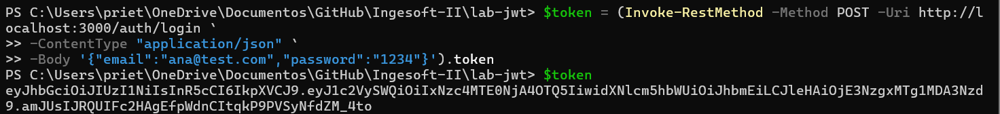 PS C:\Users\priet\OneDrive\Documentos\GitHub\Ingesoft-II\lab-jwt> $token = (Invoke-RestMethod -Method POST -Uri http://l
ocalhost:3000/auth/login `
>> -ContentType "application/json" `
>> -Body '{"email":"ana@test.com","password":"1234"}').token
PS C:\Users\priet\OneDrive\Documentos\GitHub\Ingesoft-II\lab-jwt> $token
eyJhbGciOiJIUzI1NiIsInR5cCI6IkpXVCJ9.eyJ1c2VySWQiOiIxNzc4MTE0NjA4OTQ5IiwidXNlcm5hbWUiOiJhbmEiLCJleHAiOjE3NzgxMTg1MDA3Nzd
9.amJUsIJRQUIFc2HAgEfpWdnCItqkP9PVSyNfdZM_4to